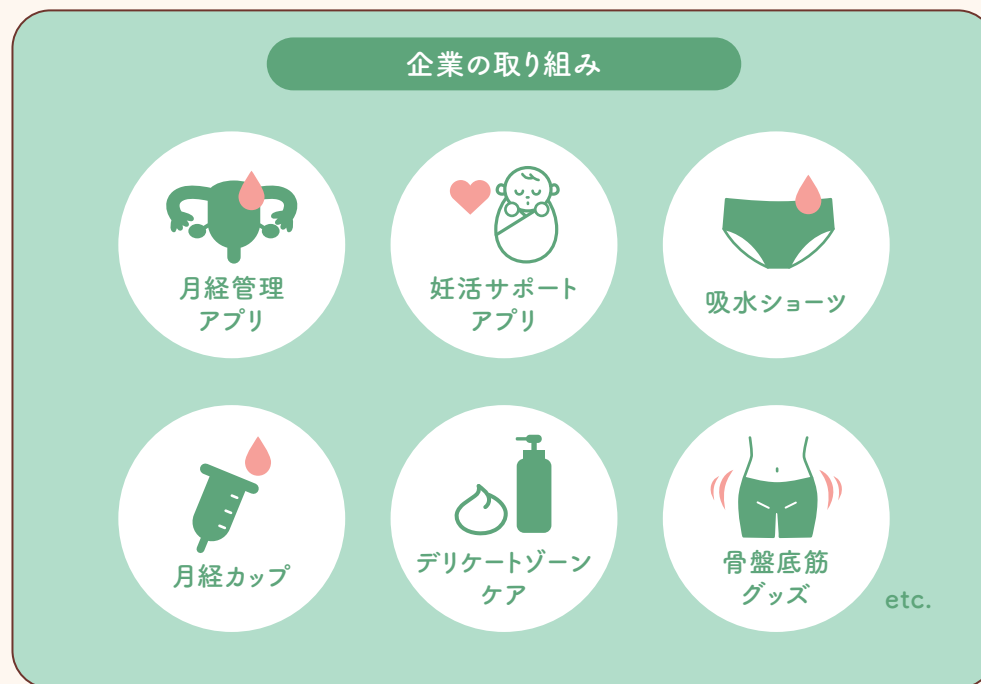 企業の取り組み
月経管理
アプリ
妊活サポート
アプリ
吸水ショーツ
月経カップ
デリケートゾーン
ケア
骨盤底筋
グッズ
etc.